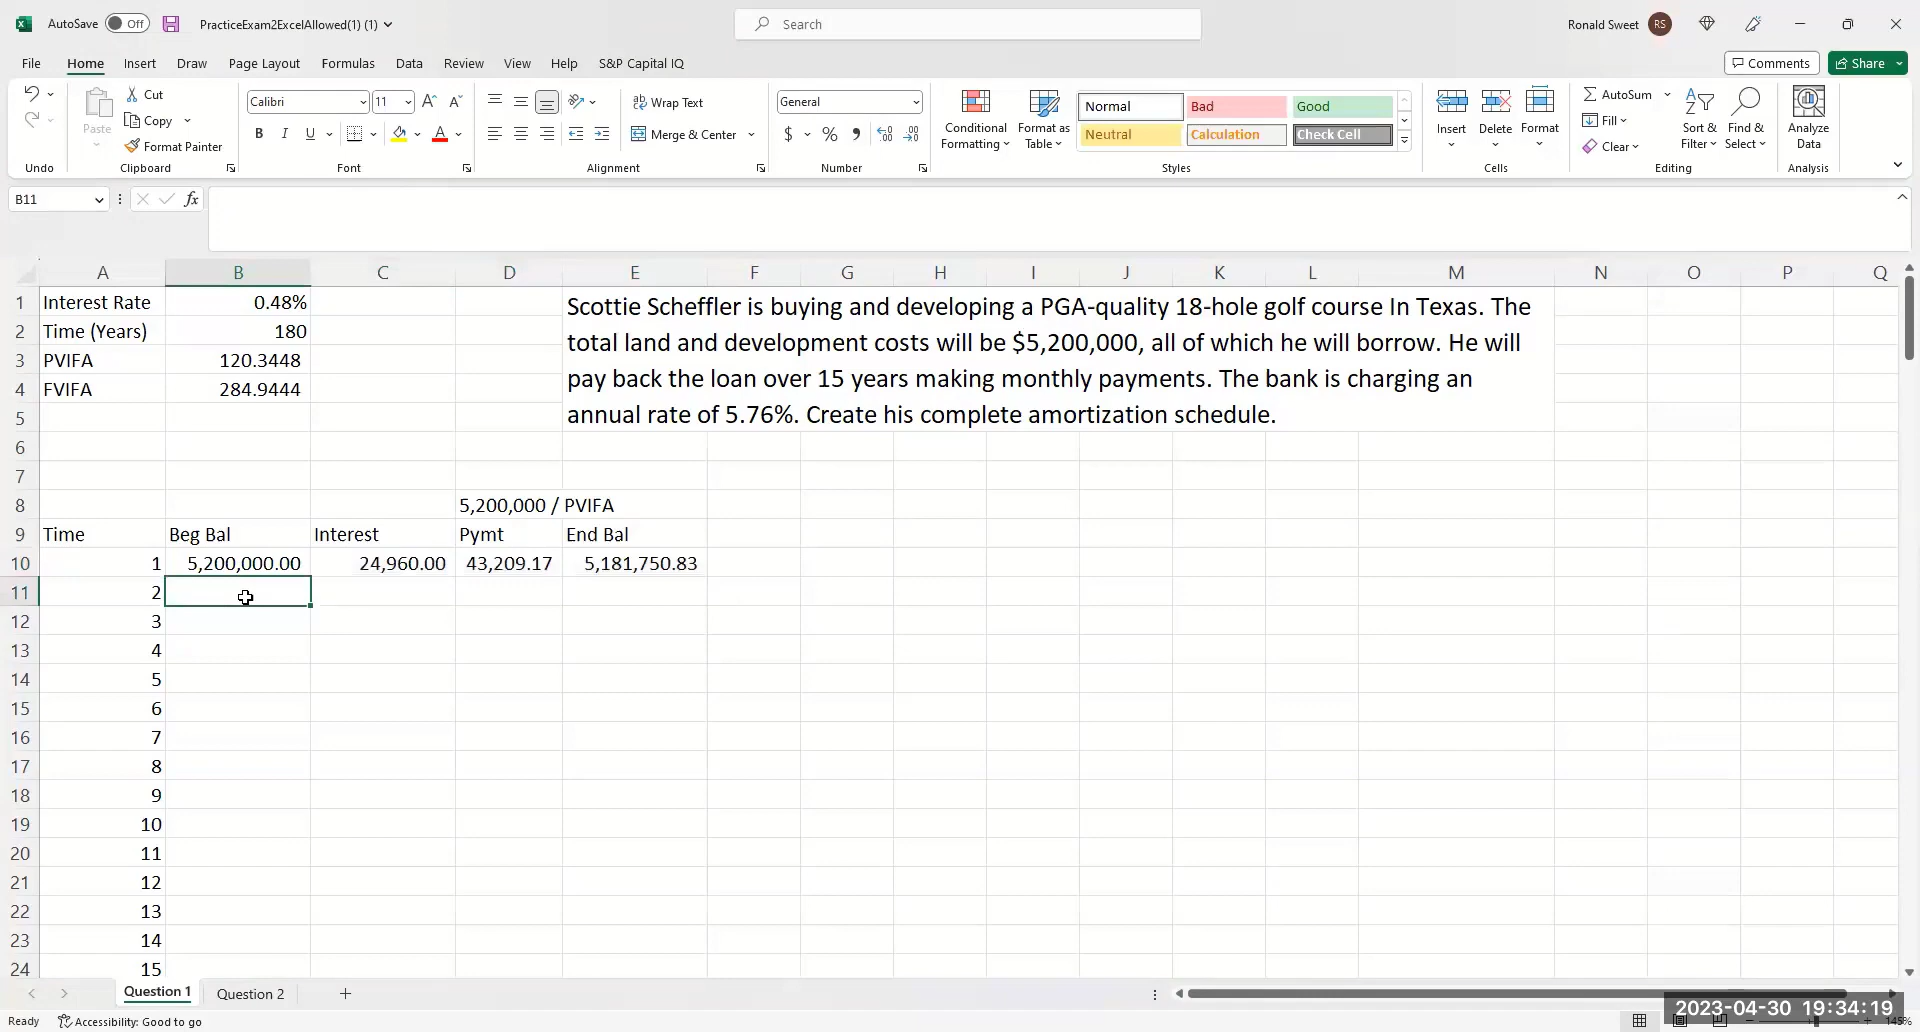 AutoSave Off PracticeExam2ExcelAllowed(1) (1) Search Ronald Sweet RS
File Home Insert Draw Page Layout Formulas Data Review View Help S&P Capital IQ Comments Share
Paste Cut Copy Format Painter
Calibri 11 B I U
Wrap Text Merge & Center
General $ %
Conditional Formatting Format as Table
Normal Bad Good
Neutral Calculation Check Cell
Insert Delete Format
AutoSum Fill Clear Sort & Filter Find & Select
Analyze Data
Undo Clipboard Font Alignment Number Styles Cells Editing Analysis
B11 fx
A B C D E F G H I J K L M N O P Q
1 Interest Rate 0.48%
2 Time (Years) 180
3 PVIFA 120.3448
4 FVIFA 284.9444
Scottie Scheffler is buying and developing a PGA-quality 18-hole golf course In Texas. The
total land and development costs will be $5,200,000, all of which he will borrow. He will
pay back the loan over 15 years making monthly payments. The bank is charging an
annual rate of 5.76%. Create his complete amortization schedule.
5
6
7
8 5,200,000 / PVIFA
9 Time Beg Bal Interest Pymt End Bal
10 1 5,200,000.00 24,960.00 43,209.17 5,181,750.83
11 2
12 3
13 4
14 5
15 6
16 7
17 8
18 9
19 10
20 11
21 12
22 13
23 14
24 15
Question 1 Question 2
Ready Accessibility: Good to go 145%
2023-04-30 19:34:19